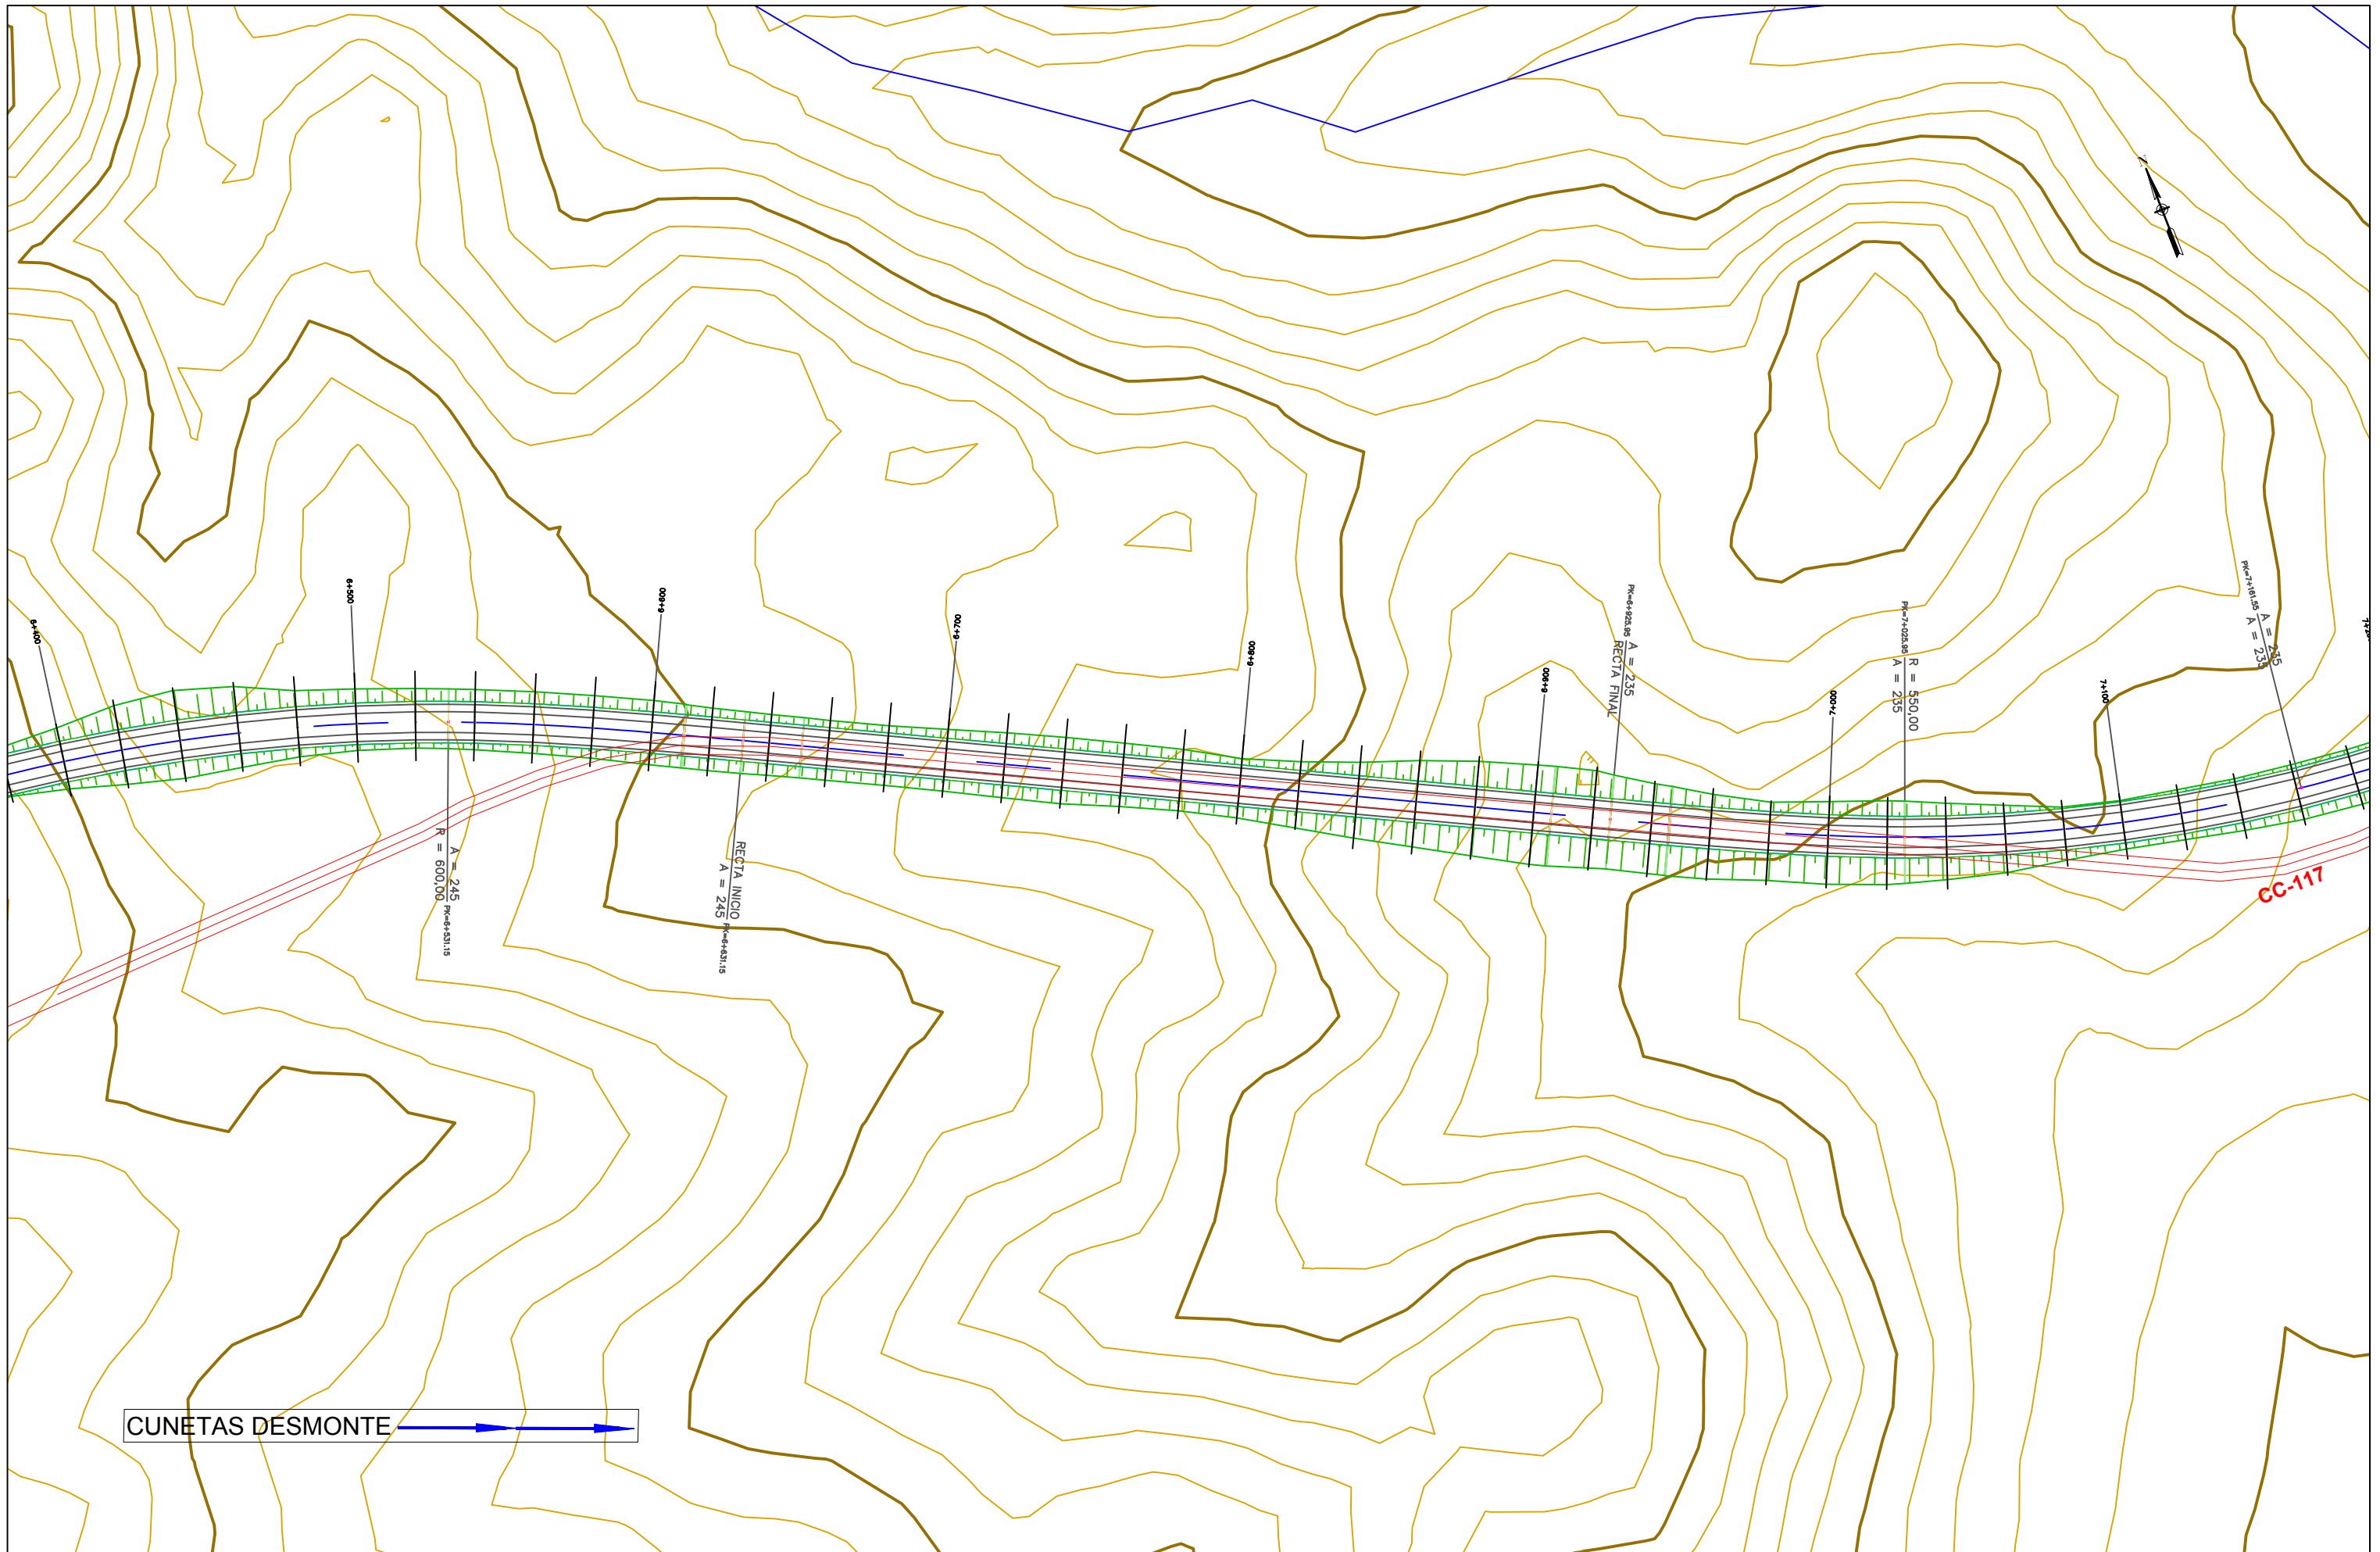 N
6+400
6+500
6+600
6+700
6+800
6+900
7+000
7+100
A = 245
R = 600,00
PK=6+531.15
RECTA INICIO
A = 245
PK=6+631.15
PK=6+925.95
A = 235
RECTA FINAL
PK=7+025.95
R = 550,00
A = 235
PK=7+161.55
A = 235
A = 235
CC-117
CUNETAS DESMONTE